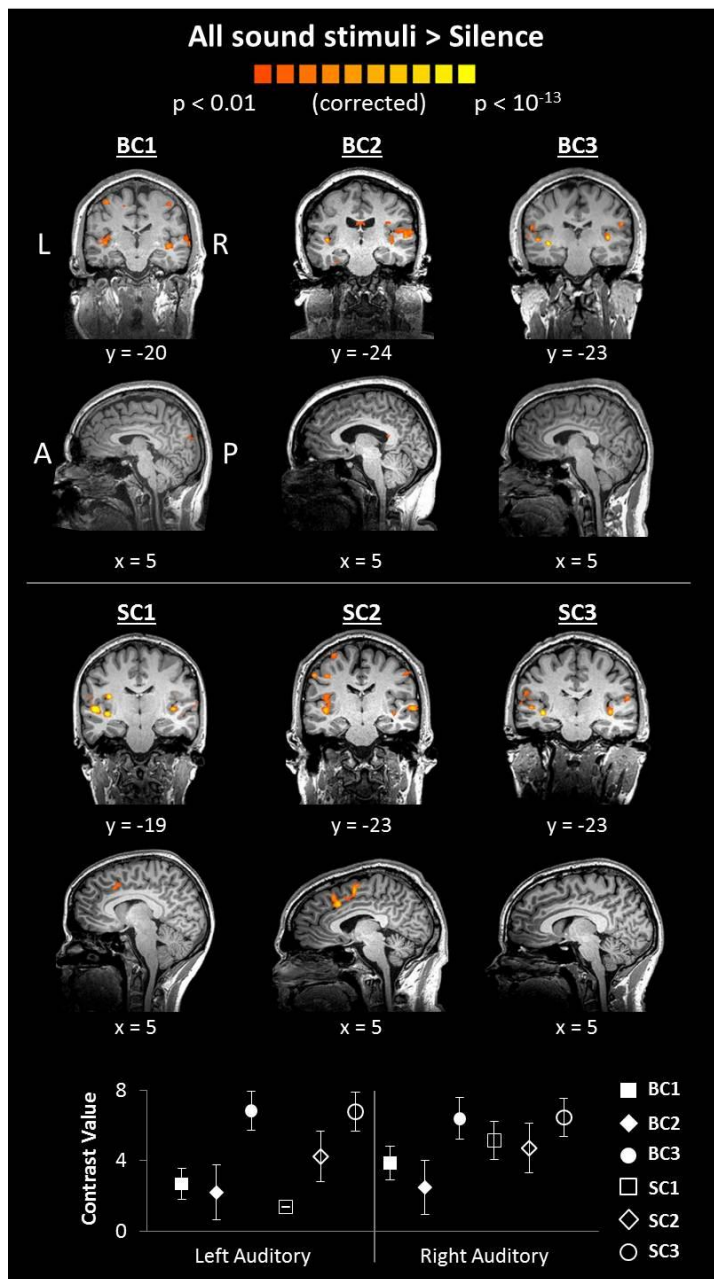 All sound stimuli > Silence
p < 0.01 (corrected) p < 10⁻¹³
BC1 BC2 BC3
L R
y = -20 y = -24 y = -23
A P
x = 5 x = 5 x = 5
SC1 SC2 SC3
y = -19 y = -23 y = -23
x = 5 x = 5 x = 5
Contrast Value
8
4
0
Left Auditory Right Auditory
BC1
BC2
BC3
SC1
SC2
SC3